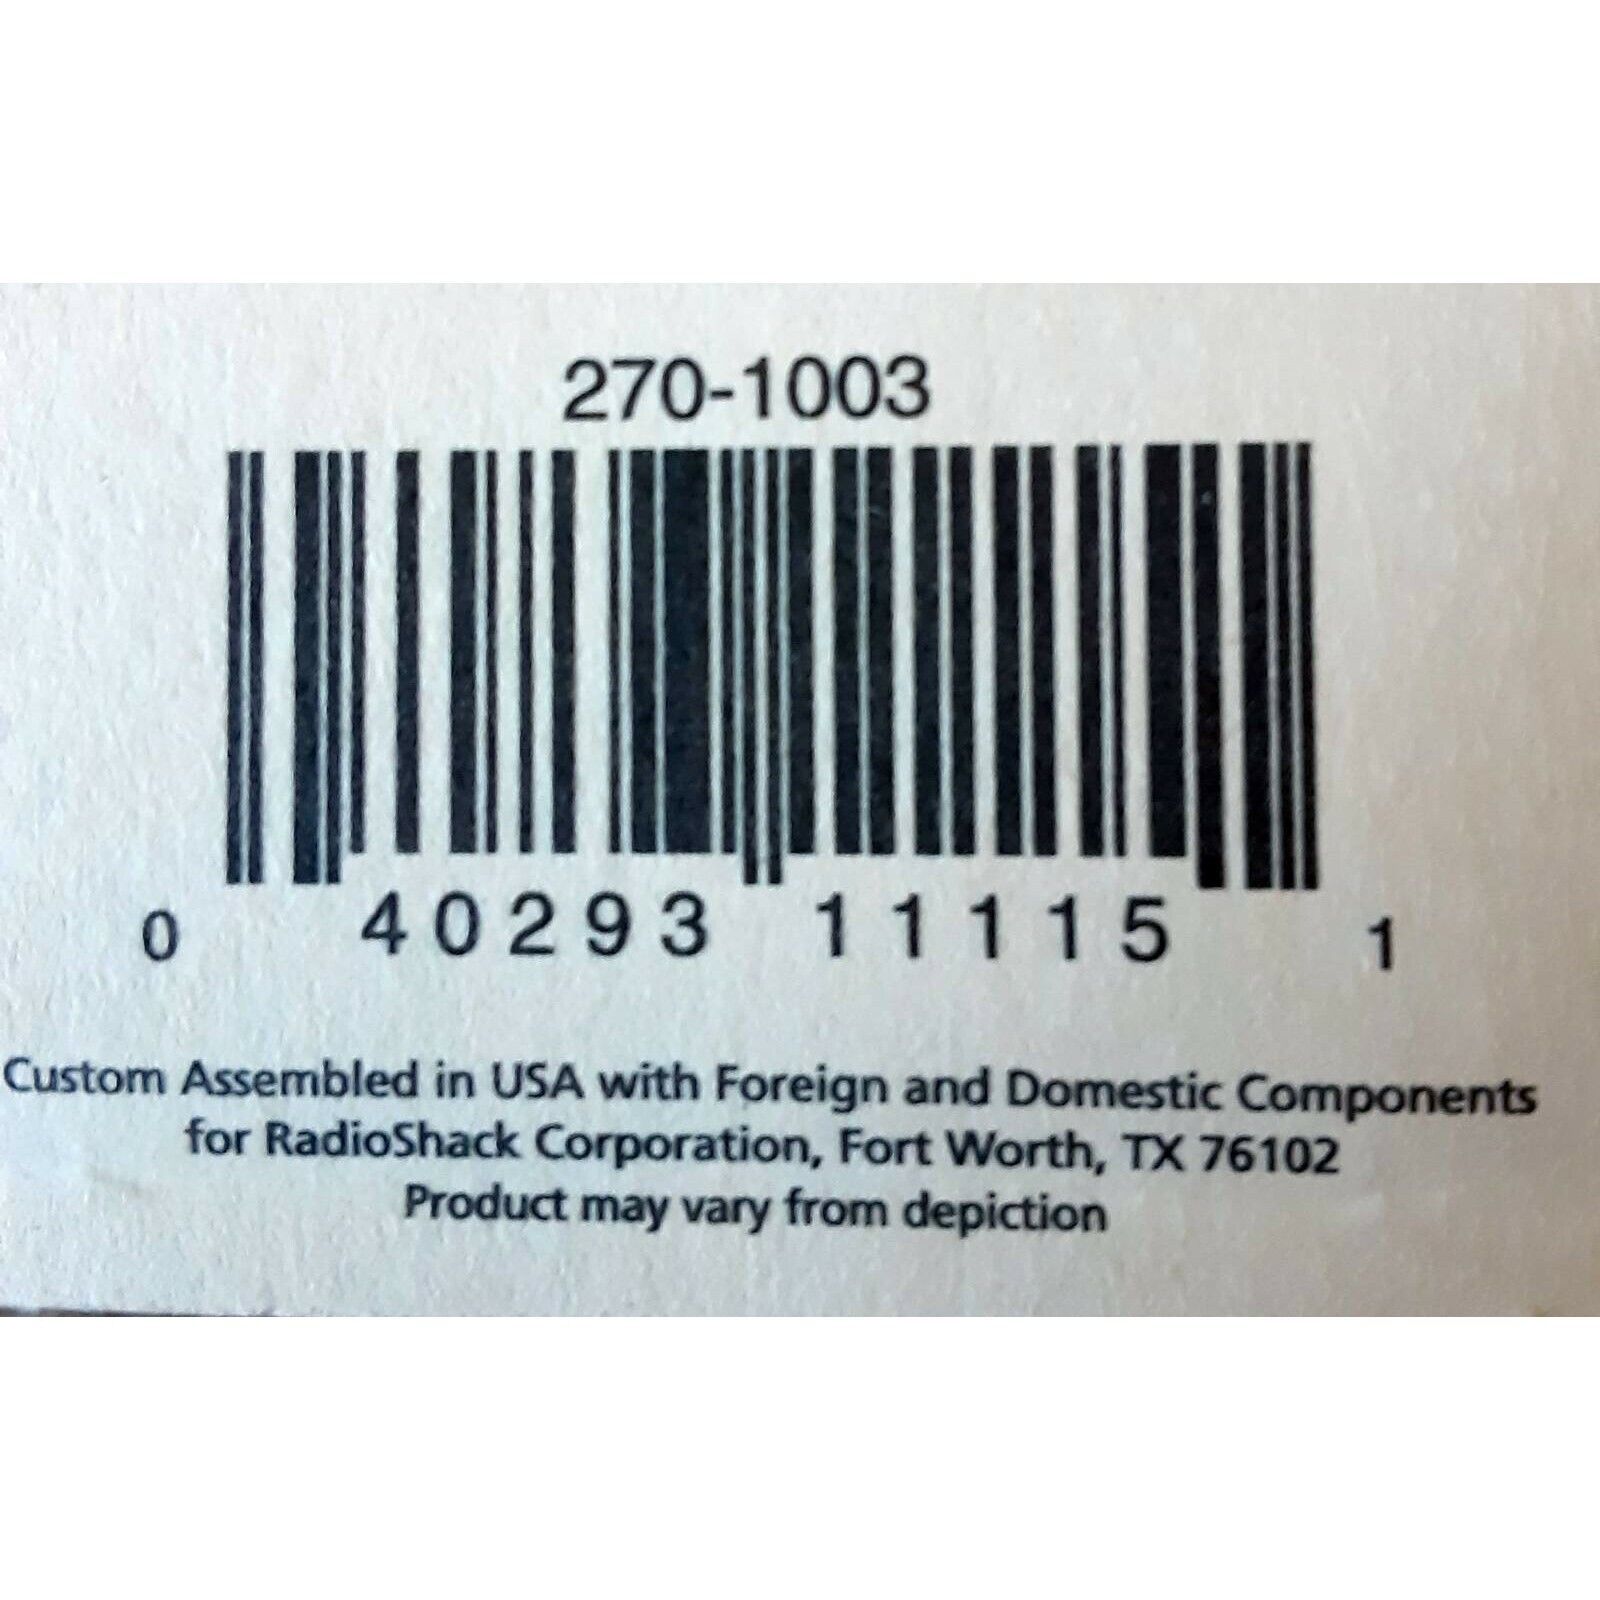 270-1003
0 40293 11115 1
Custom Assembled in USA with Foreign and Domestic Components
for RadioShack Corporation, Fort Worth, TX 76102
Product may vary from depiction